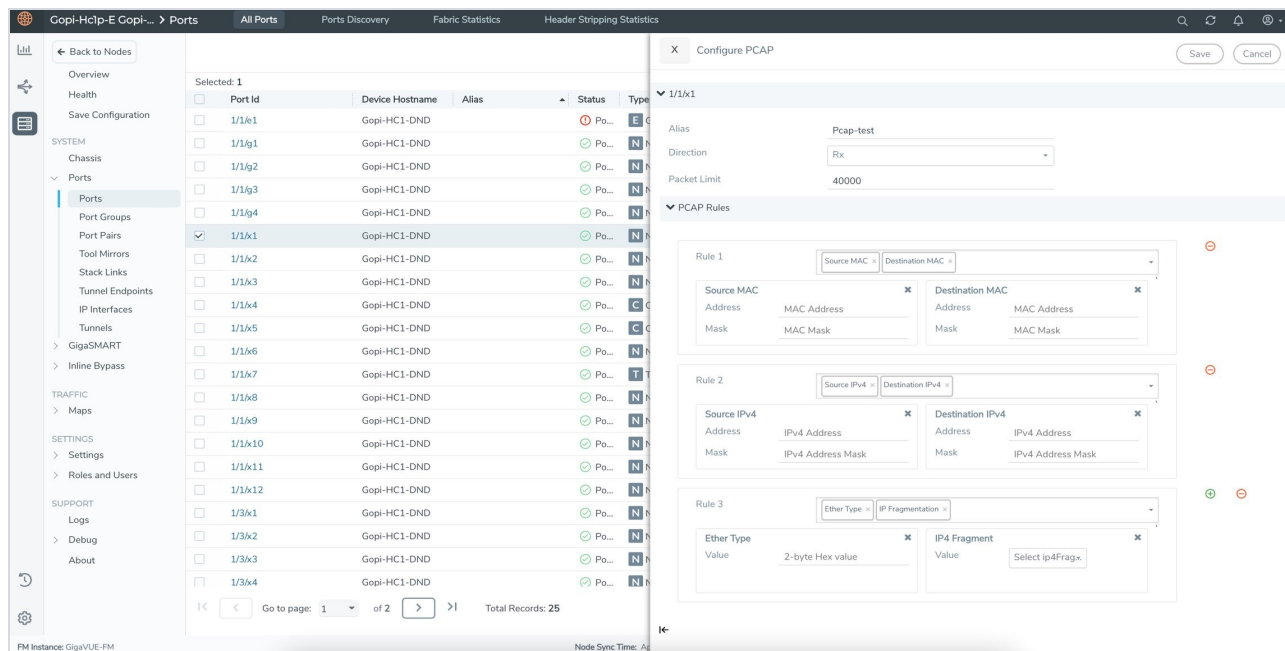 Gopi-Hc1p-E Gopi-... > Ports All Ports Ports Discovery Fabric Statistics Header Stripping Statistics
← Back to Nodes
Overview
Health
Save Configuration
SYSTEM
Chassis
Ports
Ports
Port Groups
Port Pairs
Tool Mirrors
Stack Links
Tunnel Endpoints
IP Interfaces
Tunnels
GigaSMART
Inline Bypass
TRAFFIC
Maps
SETTINGS
Settings
Roles and Users
SUPPORT
Logs
Debug
About
Selected: 1
Port Id Device Hostname Alias Status Type
1/1/e1 Gopi-HC1-DND Po... E
1/1/g1 Gopi-HC1-DND Po... N
1/1/g2 Gopi-HC1-DND Po... N
1/1/g3 Gopi-HC1-DND Po... N
1/1/g4 Gopi-HC1-DND Po... N
1/1/x1 Gopi-HC1-DND Po... N
1/1/x2 Gopi-HC1-DND Po... N
1/1/x3 Gopi-HC1-DND Po... N
1/1/x4 Gopi-HC1-DND Po... C
1/1/x5 Gopi-HC1-DND Po... C
1/1/x6 Gopi-HC1-DND Po... N
1/1/x7 Gopi-HC1-DND Po... T
1/1/x8 Gopi-HC1-DND Po... N
1/1/x9 Gopi-HC1-DND Po... N
1/1/x10 Gopi-HC1-DND Po... N
1/1/x11 Gopi-HC1-DND Po... N
1/1/x12 Gopi-HC1-DND Po... N
1/3/x1 Gopi-HC1-DND Po... N
1/3/x2 Gopi-HC1-DND Po... N
1/3/x3 Gopi-HC1-DND Po... N
1/3/x4 Gopi-HC1-DND Po... N
Go to page: 1 of 2 Total Records: 25
X Configure PCAP Save Cancel
1/1/x1
Alias Pcap-test
Direction Rx
Packet Limit 40000
PCAP Rules
Rule 1 Source MAC × Destination MAC ×
Source MAC Destination MAC
Address MAC Address Address MAC Address
Mask MAC Mask Mask MAC Mask
Rule 2 Source IPv4 × Destination IPv4 ×
Source IPv4 Destination IPv4
Address IPv4 Address Address IPv4 Address
Mask IPv4 Address Mask Mask IPv4 Address Mask
Rule 3 Ether Type × IP Fragmentation ×
Ether Type IP4 Fragment
Value 2-byte Hex value Value Select ip4Frag..
FM Instance: GigaVUE-FM Node Sync Time: